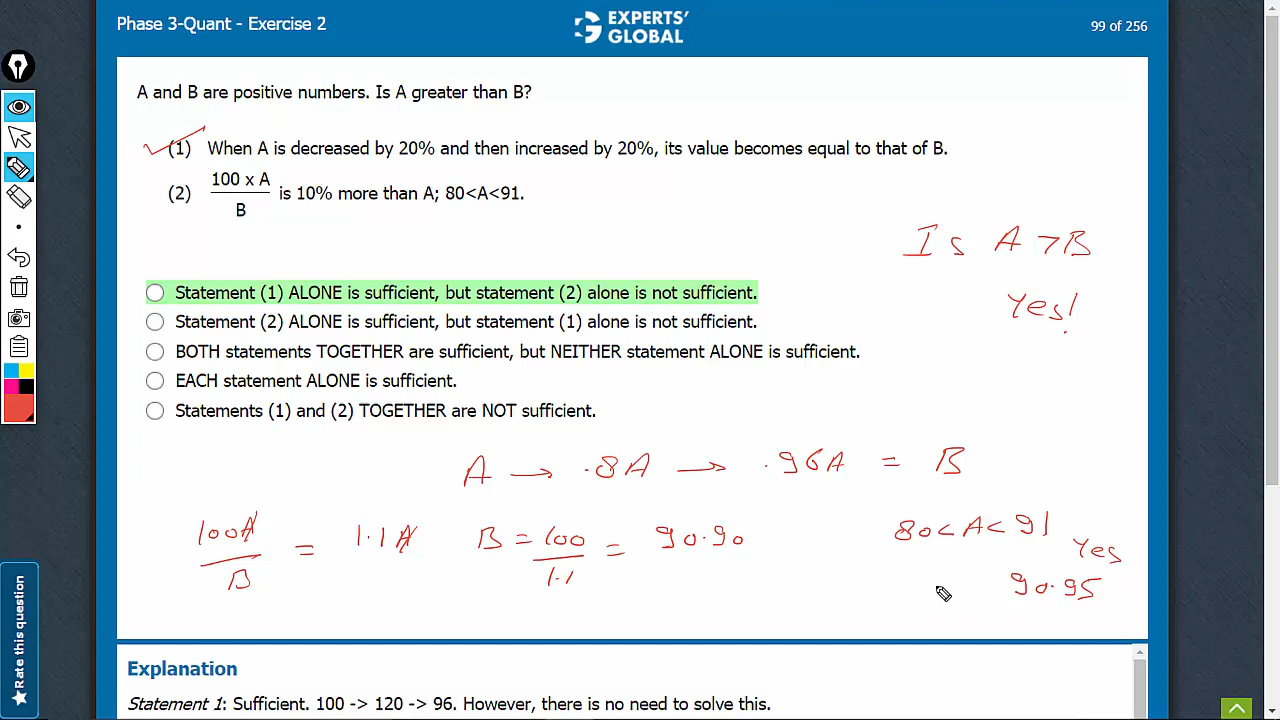 Phase 3-Quant - Exercise 2
EXPERTS'
GLOBAL
99 of 256
A and B are positive numbers. Is A greater than B?
(1) When A is decreased by 20% and then increased by 20%, its value becomes equal to that of B.
(2) 100 x A / B is 10% more than A; 80<A<91.
Is A > B
Yes!
Statement (1) ALONE is sufficient, but statement (2) alone is not sufficient.
Statement (2) ALONE is sufficient, but statement (1) alone is not sufficient.
BOTH statements TOGETHER are sufficient, but NEITHER statement ALONE is sufficient.
EACH statement ALONE is sufficient.
Statements (1) and (2) TOGETHER are NOT sufficient.
A → .8A → .96A = B
100A / B = 1.1A B = 100 / 1.1 = 90.90 80 < A < 91
Yes
90.95
Rate this question
Explanation
Statement 1: Sufficient. 100 -> 120 -> 96. However, there is no need to solve this.